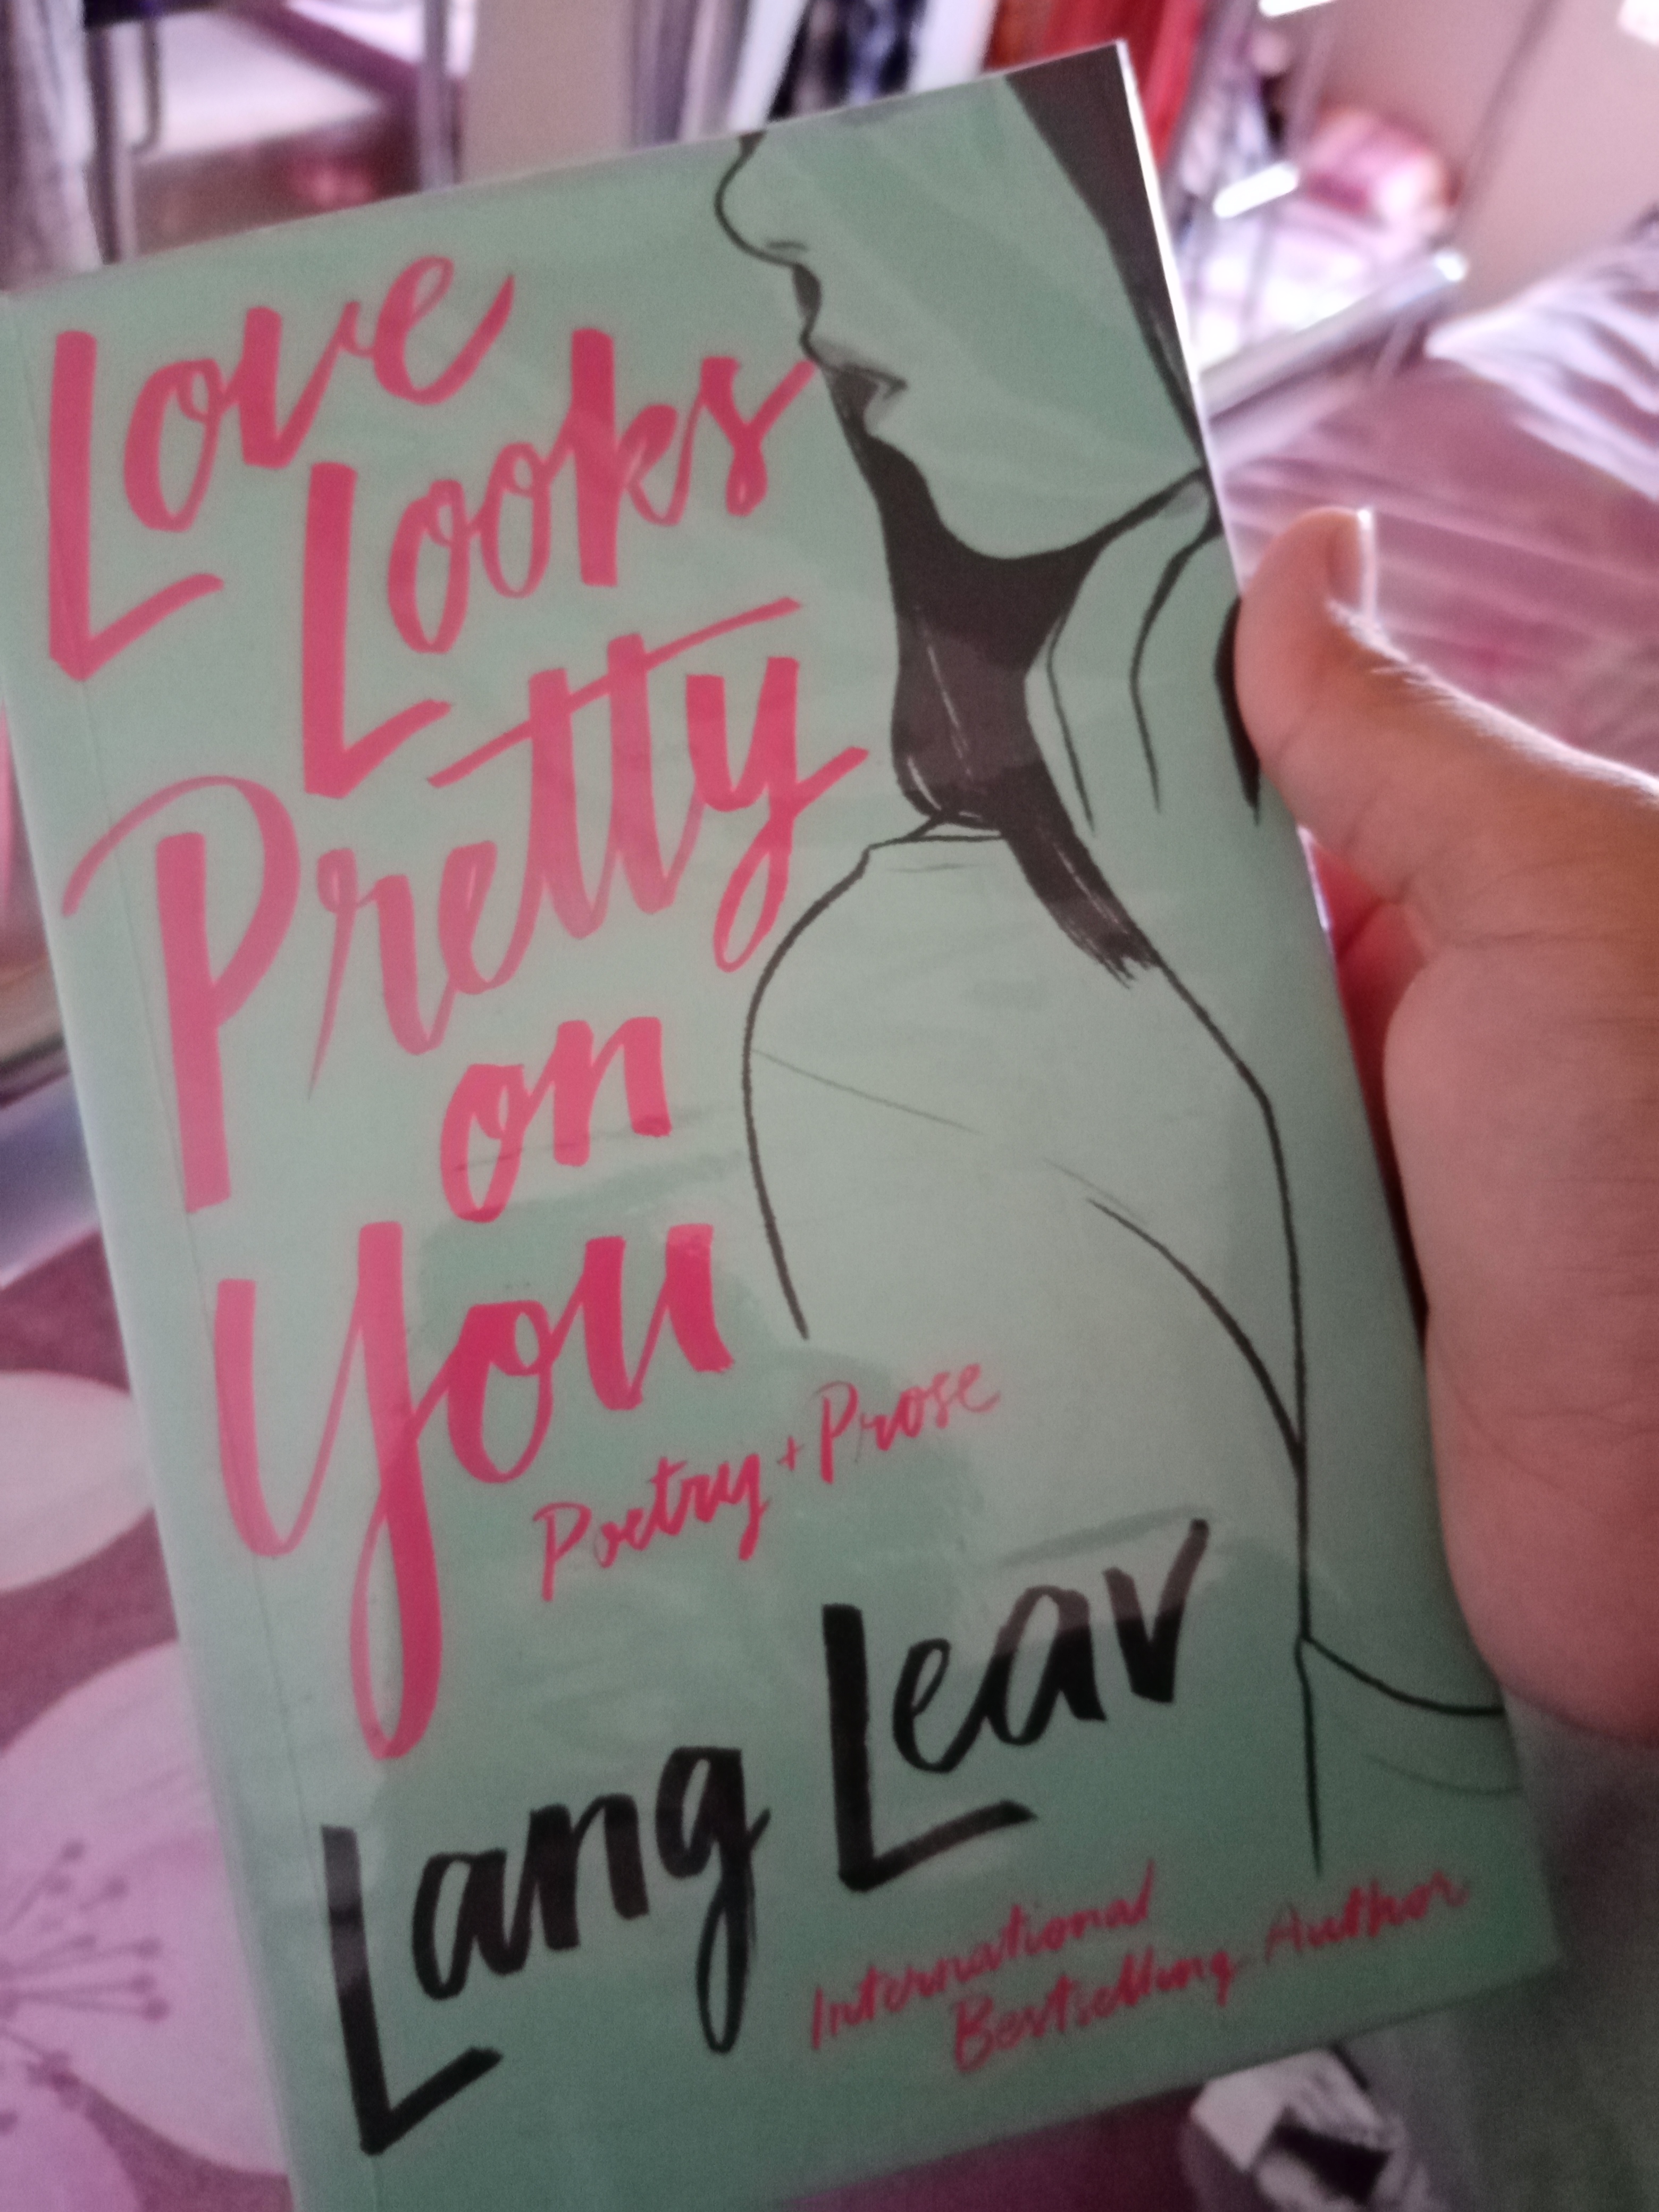 Love
Looks
Pretty
on
You
Poetry + Prose
Lang Leav
International
Bestselling Author